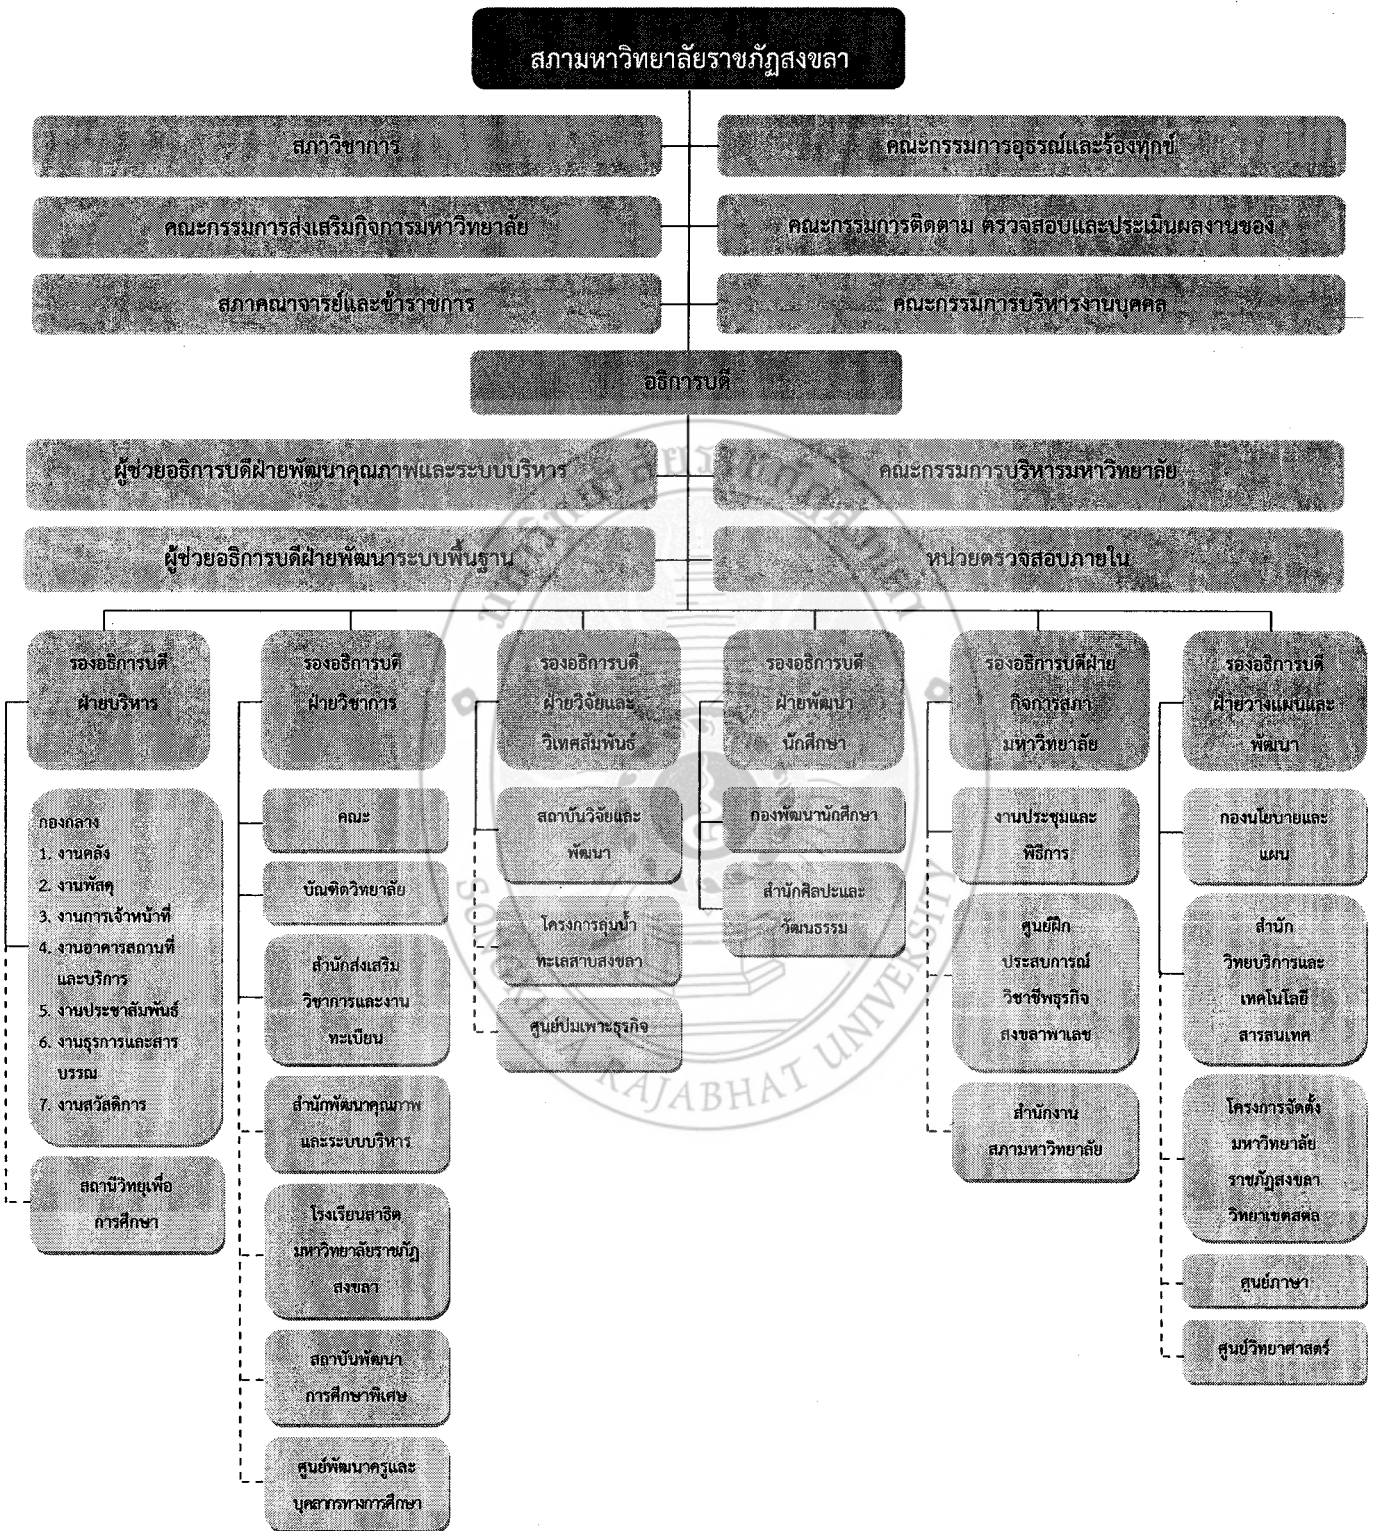 สภามหาวิทยาลัยราชภัฏสงขลา
สภาวิชาการ
คณะกรรมการอุธรณ์และร้องทุกข์
คณะกรรมการส่งเสริมกิจการมหาวิทยาลัย
คณะกรรมการติดตาม ตรวจสอบและประเมินผลงานของ
สภาคณาจารย์และข้าราชการ
คณะกรรมการบริหารงานบุคคล
อธิการบดี
ผู้ช่วยอธิการบดีฝ่ายพัฒนาคุณภาพและระบบบริหาร
คณะกรรมการบริหารมหาวิทยาลัย
ผู้ช่วยอธิการบดีฝ่ายพัฒนาระบบพื้นฐาน
หน่วยตรวจสอบภายใน
รองอธิการบดี
ฝ่ายบริหาร
กองกลาง
1. งานคลัง
2. งานพัสดุ
3. งานการเจ้าหน้าที่
4. งานอาคารสถานที่
และบริการ
5. งานประชาสัมพันธ์
6. งานธุรการและสาร
บรรณ
7. งานสวัสดิการ
สถานีวิทยุเพื่อ
การศึกษา
รองอธิการบดี
ฝ่ายวิชาการ
คณะ
บัณฑิตวิทยาลัย
สำนักส่งเสริม
วิชาการและงาน
ทะเบียน
สำนักพัฒนาคุณภาพ
และระบบบริหาร
โรงเรียนสาธิต
มหาวิทยาลัยราชภัฏ
สงขลา
สถาบันพัฒนา
การศึกษาพิเศษ
ศูนย์พัฒนาครูและ
บุคลากรทางการศึกษา
รองอธิการบดี
ฝ่ายวิจัยและ
วิเทศสัมพันธ์
สถาบันวิจัยและ
พัฒนา
โครงการลุ่มน้ำ
ทะเลสาบสงขลา
ศูนย์บ่มเพาะธุรกิจ
รองอธิการบดี
ฝ่ายพัฒนา
นักศึกษา
กองพัฒนานักศึกษา
สำนักศิลปะและ
วัฒนธรรม
รองอธิการบดีฝ่าย
กิจการสภา
มหาวิทยาลัย
งานประชุมและ
พิธีการ
ศูนย์ฝึก
ประสบการณ์
วิชาชีพธุรกิจ
สงขลาพาเลซ
สำนักงาน
สภามหาวิทยาลัย
รองอธิการบดี
ฝ่ายวางแผนและ
พัฒนา
กองนโยบายและ
แผน
สำนัก
วิทยบริการและ
เทคโนโลยี
สารสนเทศ
โครงการจัดตั้ง
มหาวิทยาลัย
ราชภัฏสงขลา
วิทยาเขตสตูล
ศูนย์ภาษา
ศูนย์วิทยาศาสตร์
มหาวิทยาลัยราชภัฏสงขลา
SONGKHLA RAJABHAT UNIVERSITY